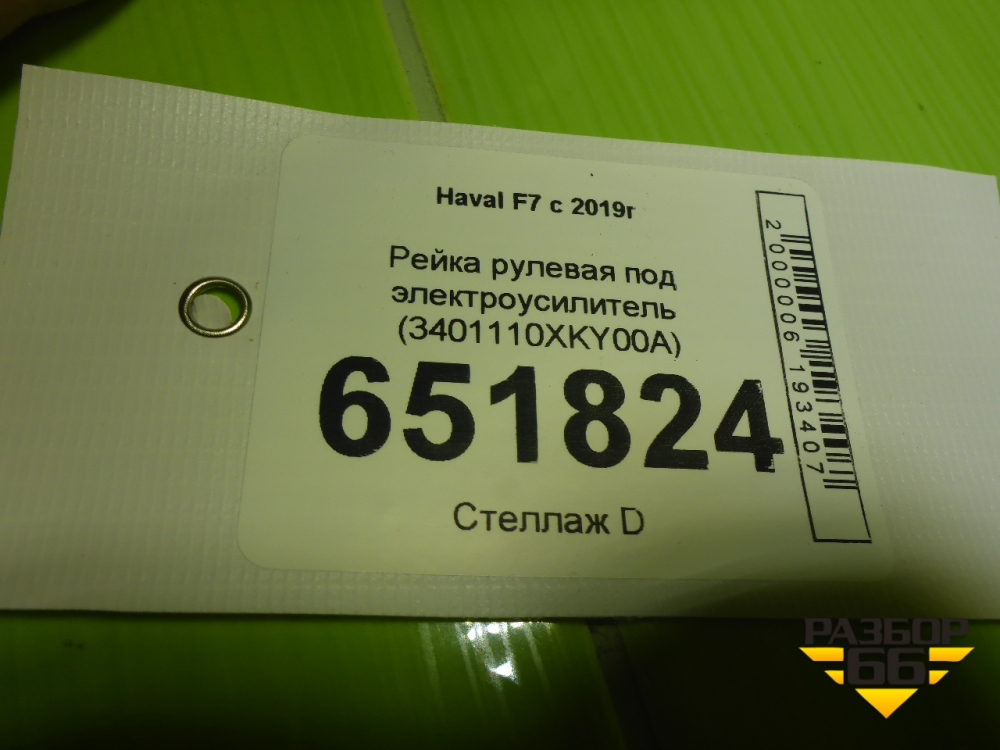 Haval F7 с 2019г
Рейка рулевая под
электроусилитель
(3401110XKY00A)
651824
Стеллаж D
2000006193407
РАЗБОР
66